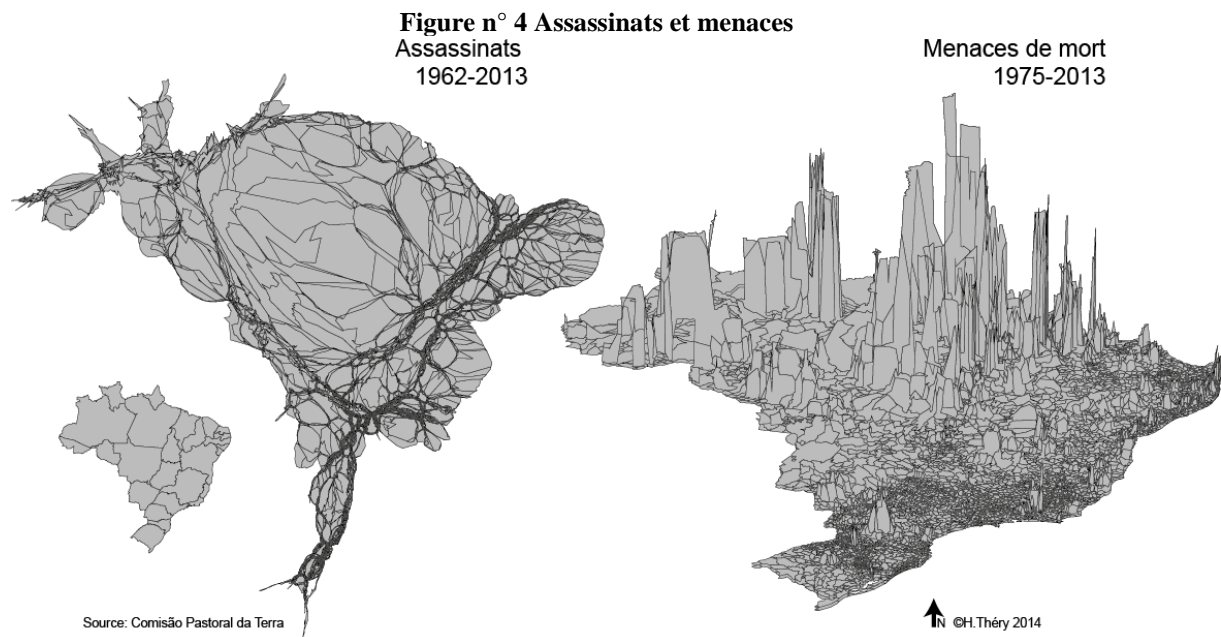 Figure n° 4 Assassinats et menaces
Assassinats
1962-2013
Menaces de mort
1975-2013
Source: Comisão Pastoral da Terra
N ©H.Théry 2014